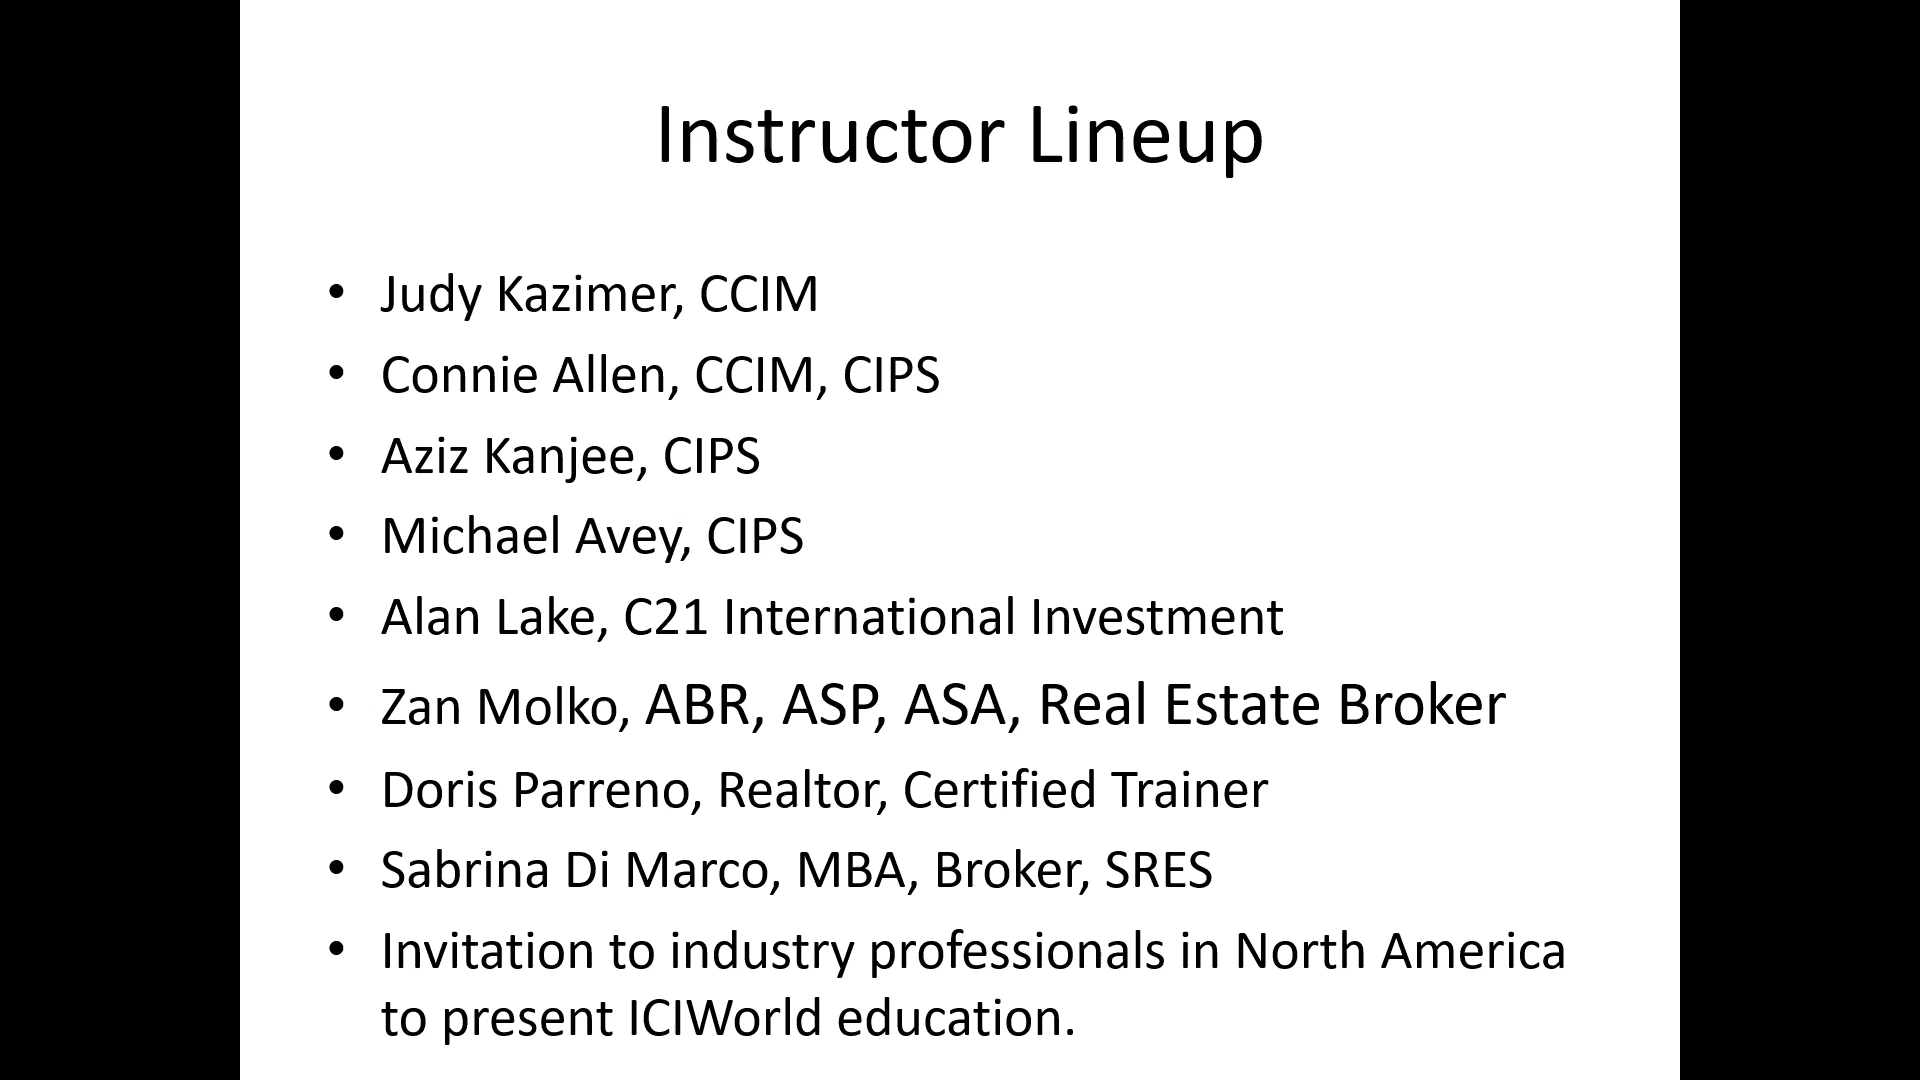 Instructor Lineup
• Judy Kazimer, CCIM
• Connie Allen, CCIM, CIPS
• Aziz Kanjee, CIPS
• Michael Avey, CIPS
• Alan Lake, C21 International Investment
• Zan Molko, ABR, ASP, ASA, Real Estate Broker
• Doris Parreno, Realtor, Certified Trainer
• Sabrina Di Marco, MBA, Broker, SRES
• Invitation to industry professionals in North America
to present ICIWorld education.